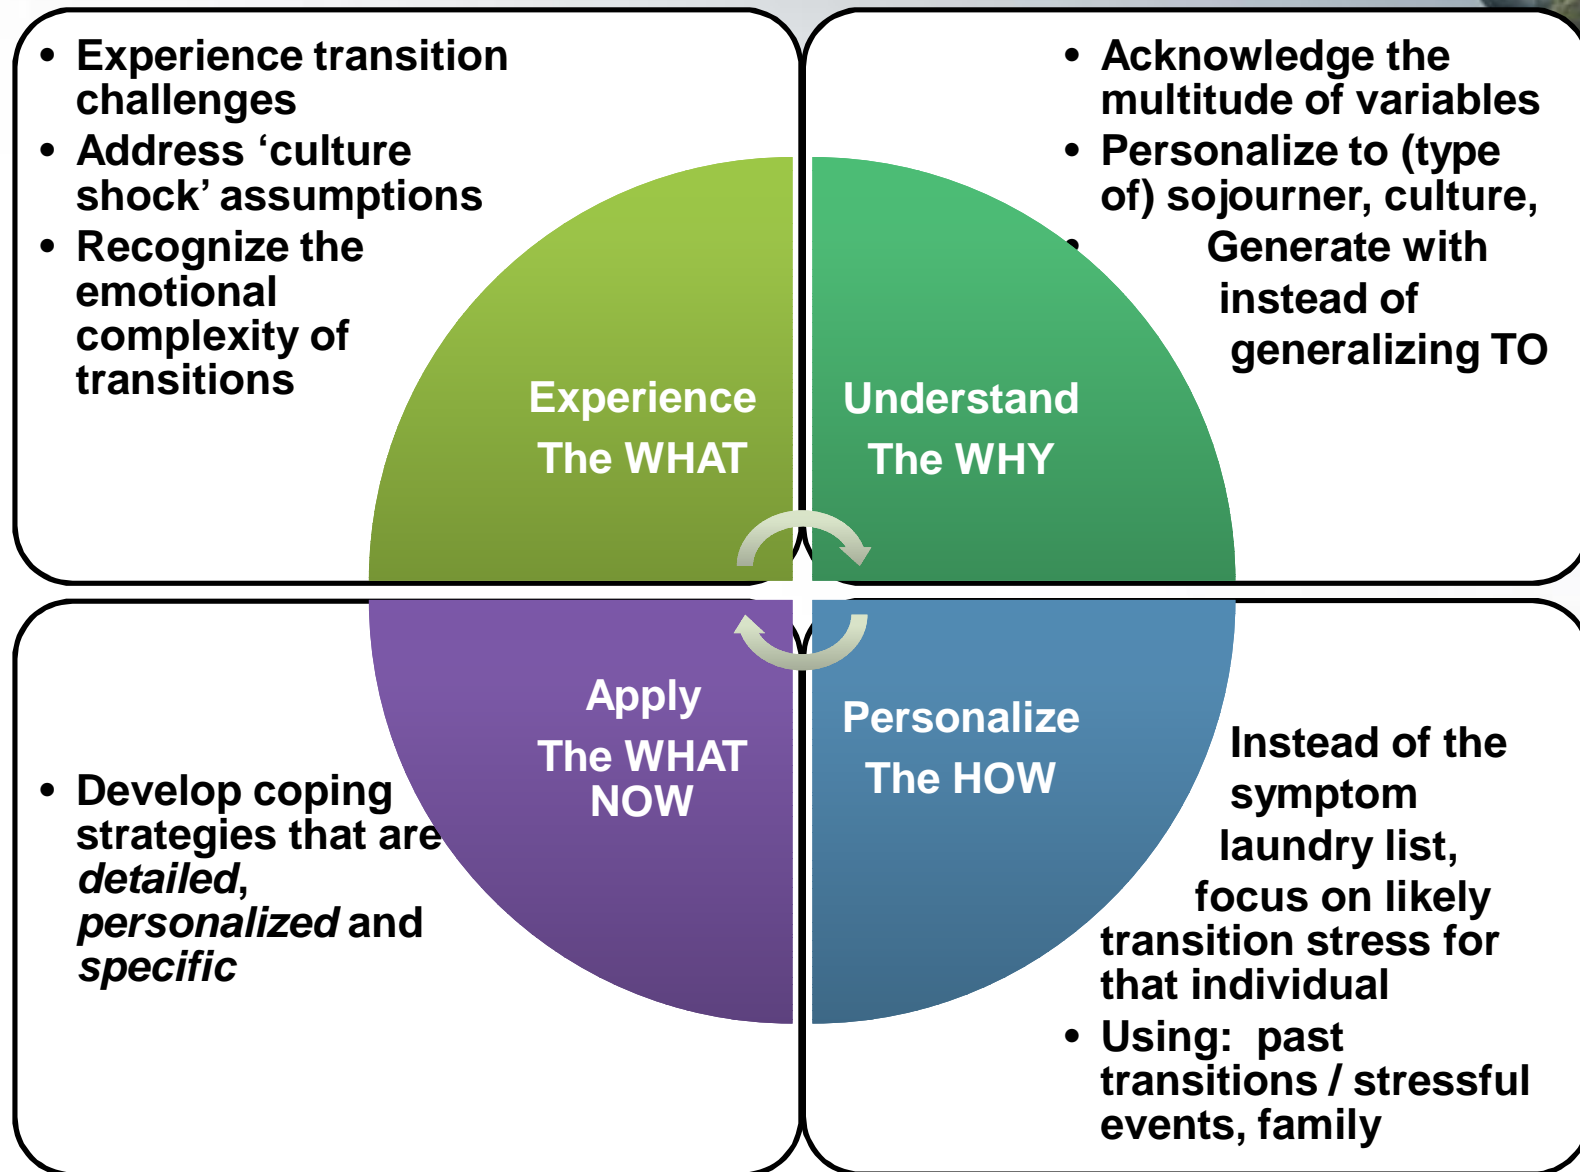 • Experience transition
challenges
• Address ‘culture
shock’ assumptions
• Recognize the
emotional
complexity of
transitions
Experience
The WHAT
• Acknowledge the
multitude of variables
• Personalize to (type
of) sojourner, culture,
• Generate with
instead of
generalizing TO
Understand
The WHY
Apply
The WHAT
NOW
• Develop coping
strategies that are
detailed,
personalized and
specific
Personalize
The HOW
Instead of the
symptom
laundry list,
focus on likely
transition stress for
that individual
• Using: past
transitions / stressful
events, family